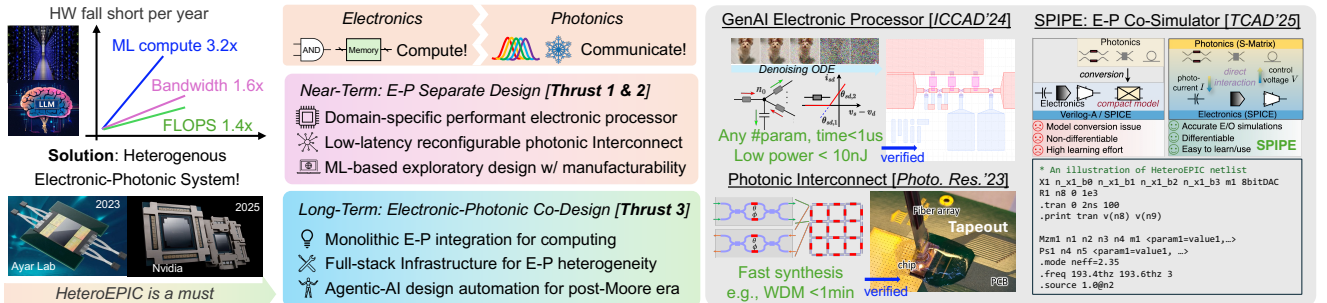 HW fall short per year
ML compute 3.2x
Bandwidth 1.6x
FLOPS 1.4x
LLM
Solution: Heterogenous
Electronic-Photonic System!
2023
2025
Ayar Lab
Nvidia
HeteroEPIC is a must
Electronics
Photonics
AND
Memory
Compute!
Communicate!
Near-Term: E-P Separate Design [Thrust 1 & 2]
Domain-specific performant electronic processor
Low-latency reconfigurable photonic Interconnect
ML-based exploratory design w/ manufacturability
Long-Term: Electronic-Photonic Co-Design [Thrust 3]
Monolithic E-P integration for computing
Full-stack Infrastructure for E-P heterogeneity
Agentic-AI design automation for post-Moore era
GenAI Electronic Processor [ICCAD'24]
Denoising ODE
n0
isd
θsd,2
θsd,1
vs − vd
Any #param, time<1us
Low power < 10nJ
verified
Photonic Interconnect [Photo. Res.'23]
θ
ϕ
θ
ϕ
Fast synthesis
e.g., WDM <1min
verified
Fiber array
Tapeout
chip
PCB
SPIPE: E-P Co-Simulator [TCAD'25]
Photonics
conversion
Electronics
compact model
Verilog-A / SPICE
Model conversion issue
Non-differentiable
High learning effort
Photonics (S-Matrix)
photo-
current I
direct
interaction
control
voltage V
Electronics (SPICE)
Accurate E/O simulations
Differentiable
Easy to learn/use
SPIPE
* An illustration of HeteroEPIC netlist
X1 n_x1_b0 n_x1_b1 n_x1_b2 n_x1_b3 m1 8bitDAC
R1 n8 0 1e3
.tran 0 2ns 100
.print tran v(n8) v(n9)
Mzm1 n1 n2 n3 n4 m1 <param1=value1,…>
Ps1 n4 n5 <param1=value1, …>
.mode neff=2.35
.freq 193.4thz 193.6thz 3
.source 1.0@n2